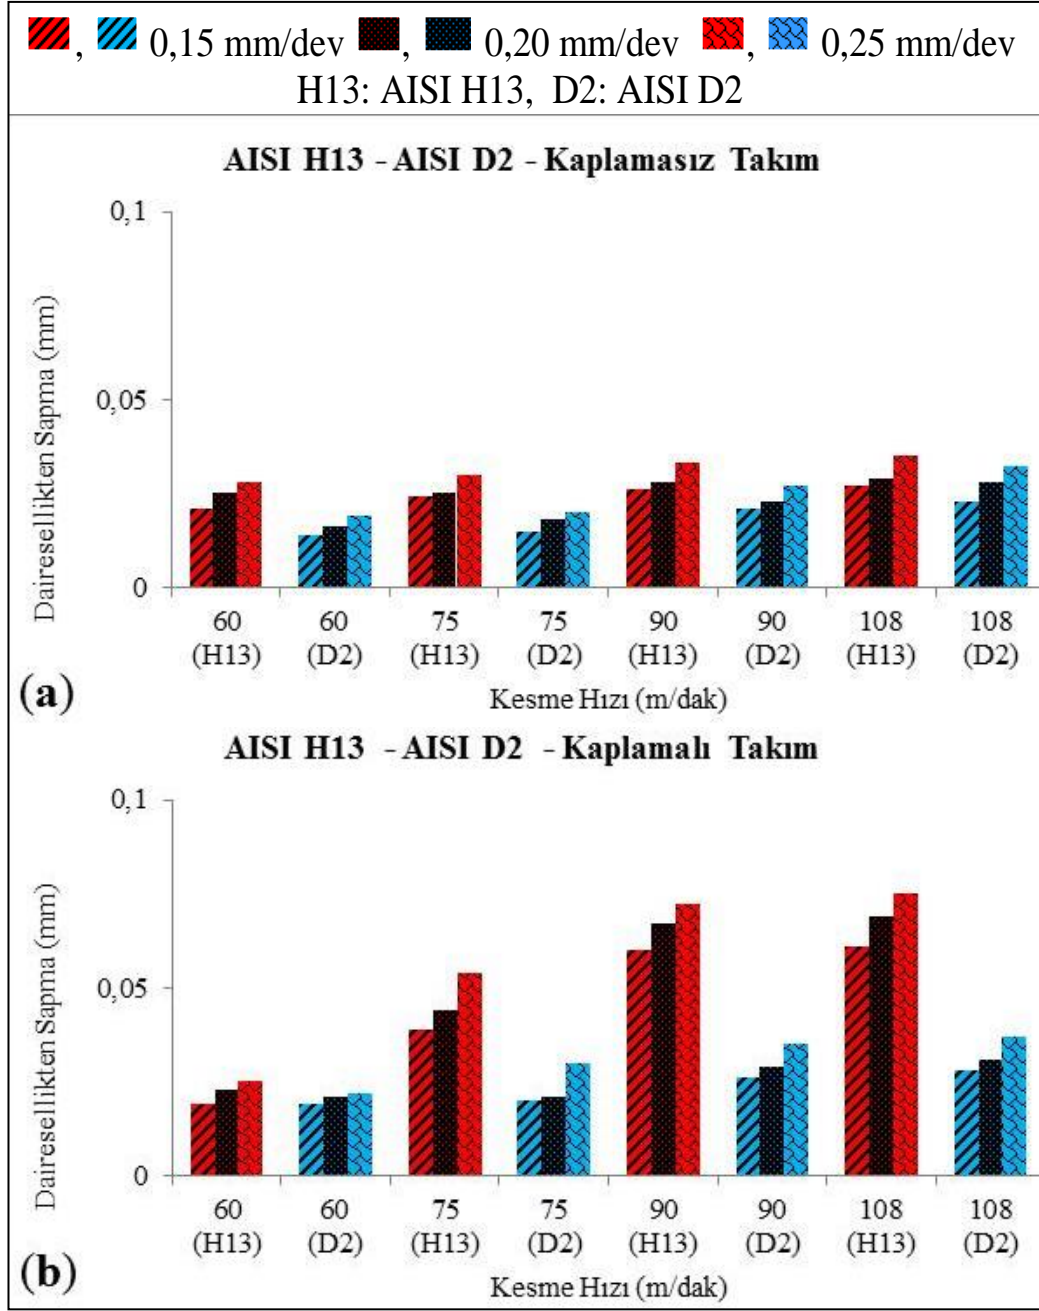 , 0,15 mm/dev , 0,20 mm/dev , 0,25 mm/dev
H13: AISI H13, D2: AISI D2
AISI H13 - AISI D2 - Kaplamasız Takım
Dairesellikten Sapma (mm)
0,1
0,05
0
60 60 75 75 90 90 108 108
(H13) (D2) (H13) (D2) (H13) (D2) (H13) (D2)
(a)
Kesme Hızı (m/dak)
AISI H13 - AISI D2 - Kaplamalı Takım
Dairesellikten Sapma (mm)
0,1
0,05
0
60 60 75 75 90 90 108 108
(H13) (D2) (H13) (D2) (H13) (D2) (H13) (D2)
(b)
Kesme Hızı (m/dak)